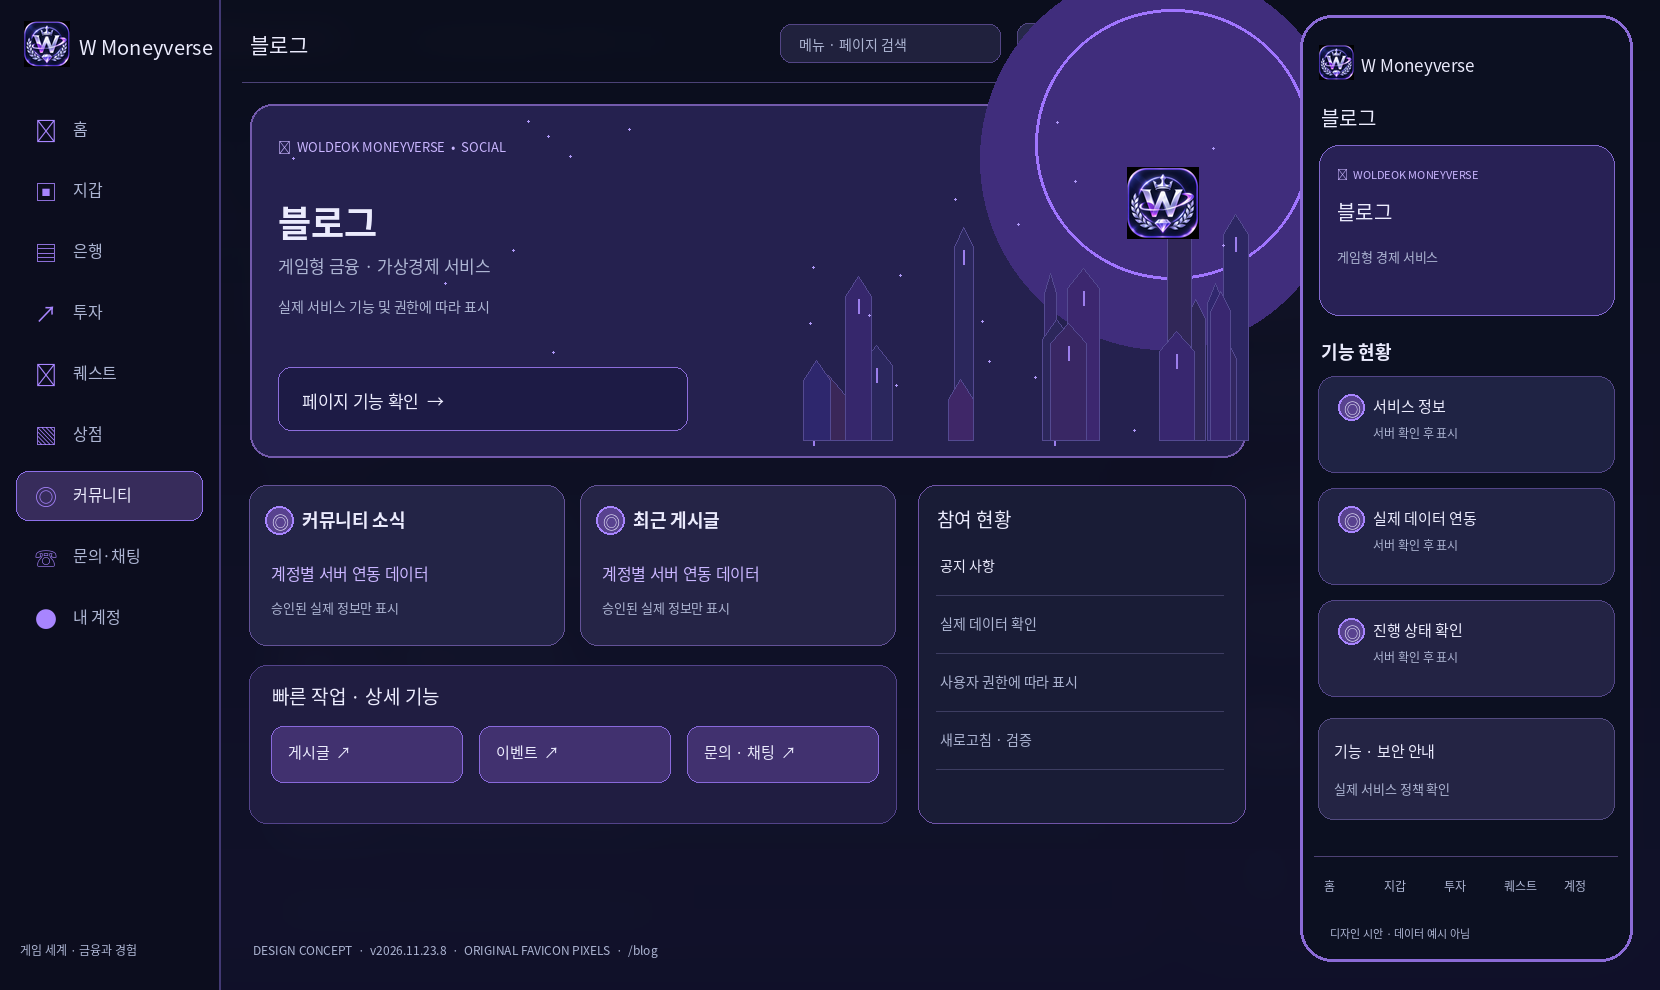 W Moneyverse
홈
지갑
은행
투자
퀘스트
상점
커뮤니티
문의·채팅
내 계정
게임 세계 · 금융과 경험
블로그
메뉴 · 페이지 검색
WOLDEOK MONEYVERSE • SOCIAL
블로그
게임형 금융 · 가상경제 서비스
실제 서비스 기능 및 권한에 따라 표시
페이지 기능 확인 →
W
커뮤니티 소식
계정별 서버 연동 데이터
승인된 실제 정보만 표시
최근 게시글
계정별 서버 연동 데이터
승인된 실제 정보만 표시
참여 현황
공지 사항
실제 데이터 확인
사용자 권한에 따라 표시
새로고침 · 검증
빠른 작업 · 상세 기능
게시글 ↗
이벤트 ↗
문의 · 채팅 ↗
DESIGN CONCEPT · v2026.11.23.8 · ORIGINAL FAVICON PIXELS · /blog
W Moneyverse
블로그
WOLDEOK MONEYVERSE
블로그
게임형 경제 서비스
기능 현황
서비스 정보
서버 확인 후 표시
실제 데이터 연동
서버 확인 후 표시
진행 상태 확인
서버 확인 후 표시
기능 · 보안 안내
실제 서비스 정책 확인
홈 지갑 투자 퀘스트 계정
디자인 시안 · 데이터 예시 아님